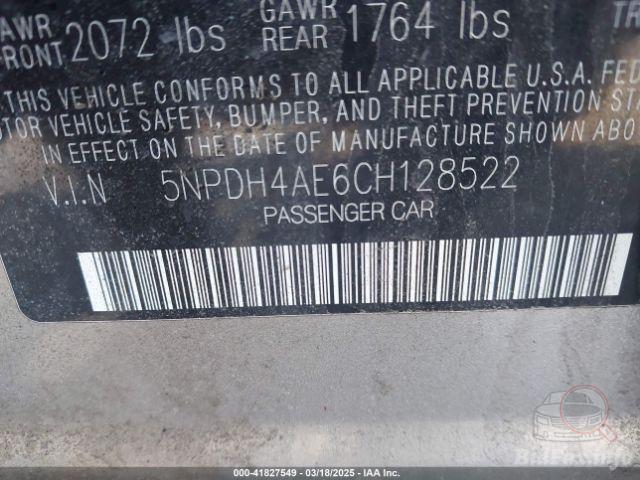 GAWR
FRONT 2072 lbs
GAWR
REAR 1764 lbs
THIS VEHICLE CONFORMS TO ALL APPLICABLE U.S.A. FED
OTOR VEHICLE SAFETY, BUMPER, AND THEFT PREVENTION STA
IN EFFECT ON THE DATE OF MANUFACTURE SHOWN ABO
V.I.N 5NPDH4AE6CH128522
PASSENGER CAR
000-41827549 - 03/18/2025 - IAA Inc.